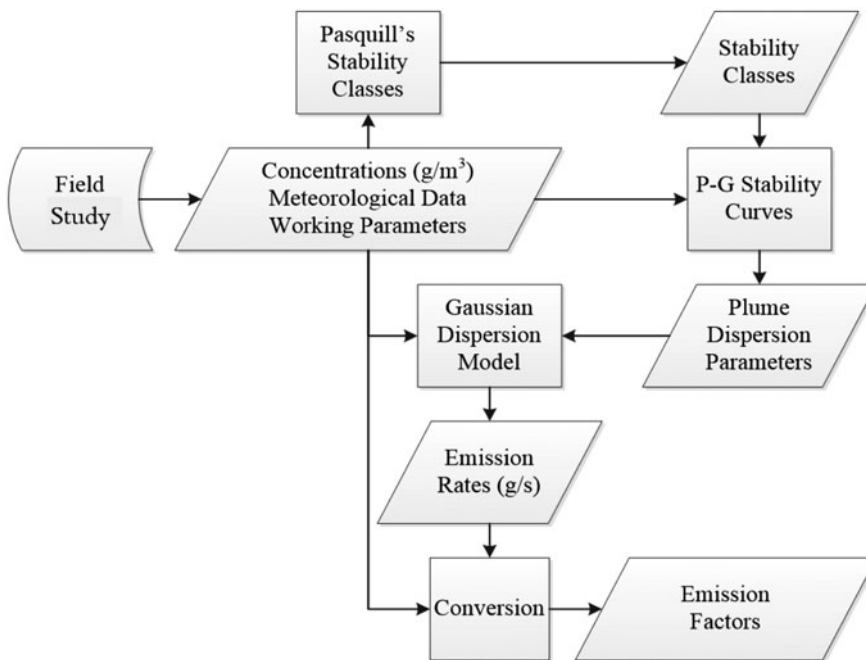 Pasquill's
Stability
Classes
Stability
Classes
Field
Study
Concentrations (g/m³)
Meteorological Data
Working Parameters
P-G Stability
Curves
Gaussian
Dispersion
Model
Plume
Dispersion
Parameters
Emission
Rates (g/s)
Conversion
Emission
Factors